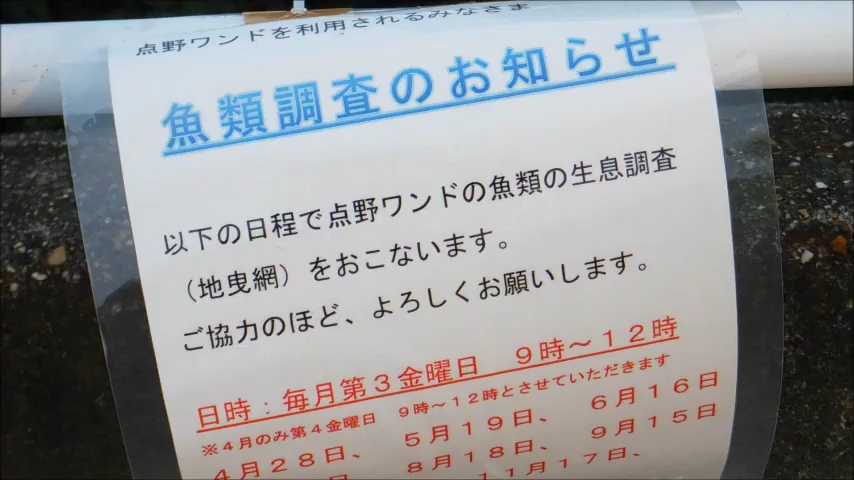 点野ワンドを利用されるみなさま
魚類調査のお知らせ
以下の日程で点野ワンドの魚類の生息調査
（地曳網）をおこないます。
ご協力のほど、よろしくお願いします。
日時：毎月第３金曜日　９時～１２時
※４月のみ第４金曜日　９時～１２時とさせていただきます
４月２８日、　５月１９日、　６月１６日
８月１８日、　９月１５日
１１月１７日、